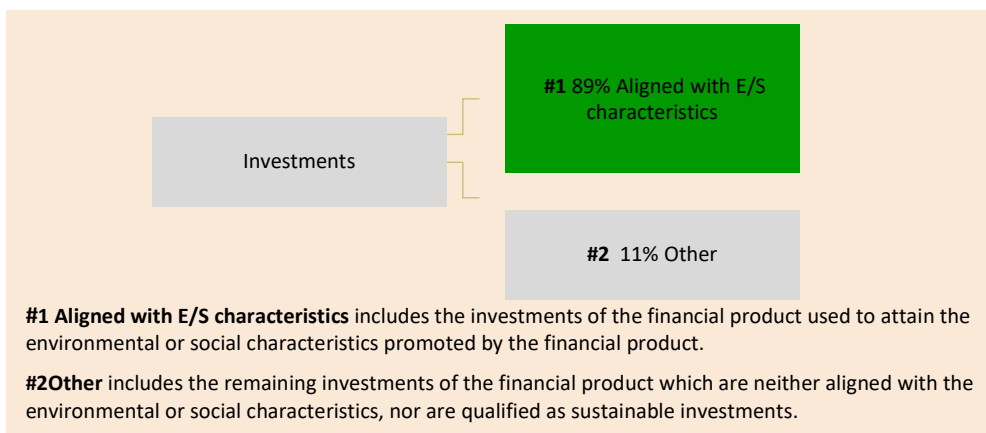 #1 89% Aligned with E/S
characteristics
Investments
#2 11% Other
#1 Aligned with E/S characteristics includes the investments of the financial product used to attain the
environmental or social characteristics promoted by the financial product.
#2Other includes the remaining investments of the financial product which are neither aligned with the
environmental or social characteristics, nor are qualified as sustainable investments.